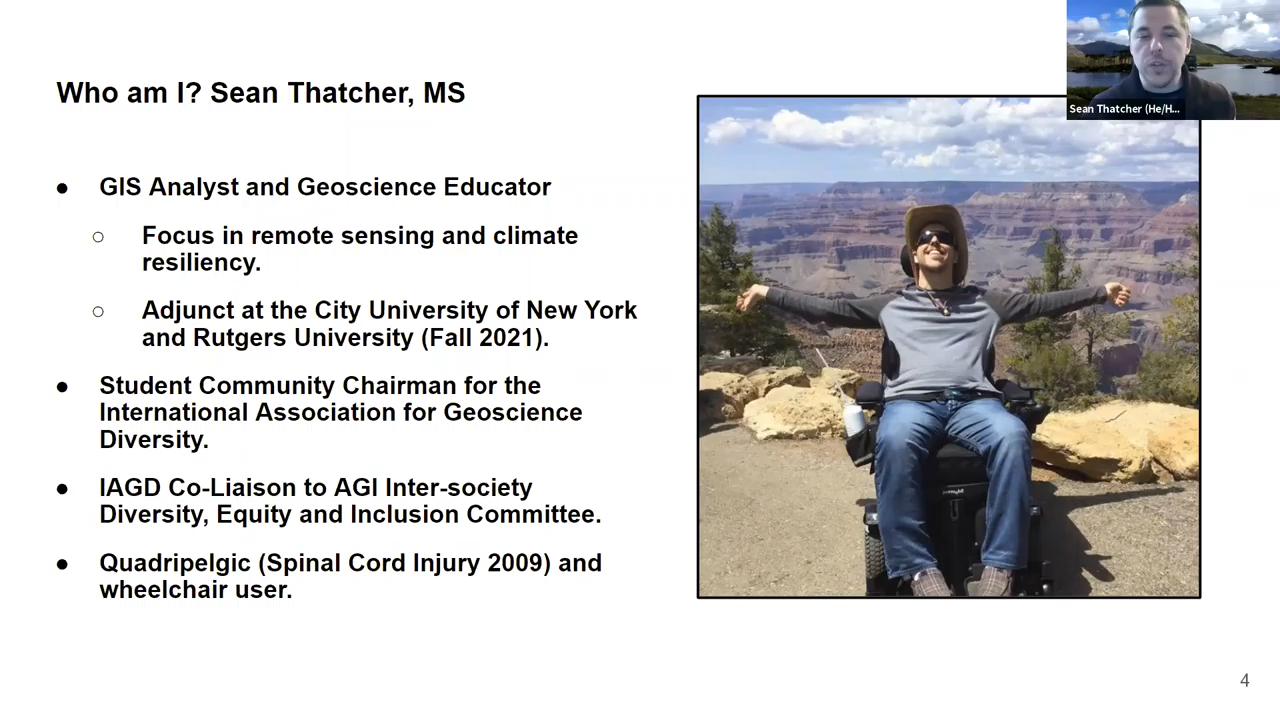 Sean Thatcher (He/H...
Who am I? Sean Thatcher, MS
● GIS Analyst and Geoscience Educator
○ Focus in remote sensing and climate
resiliency.
○ Adjunct at the City University of New York
and Rutgers University (Fall 2021).
● Student Community Chairman for the
International Association for Geoscience
Diversity.
● IAGD Co-Liaison to AGI Inter-society
Diversity, Equity and Inclusion Committee.
● Quadripelgic (Spinal Cord Injury 2009) and
wheelchair user.
4